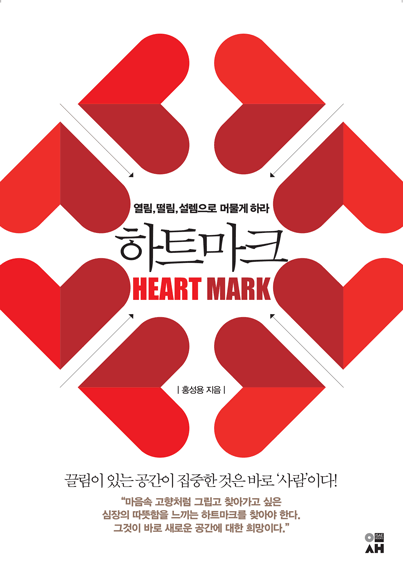 열림, 떨림, 설렘으로 머물게 하라
하트마크
HEART MARK
| 홍성용 지음 |
끌림이 있는 공간이 집중한 것은 바로 ‘사람’이다!
“마음속 고향처럼 그립고 찾아가고 싶은
심장의 따뜻함을 느끼는 하트마크를 찾아야 한다.
그것이 바로 새로운 공간에 대한 희망이다.”